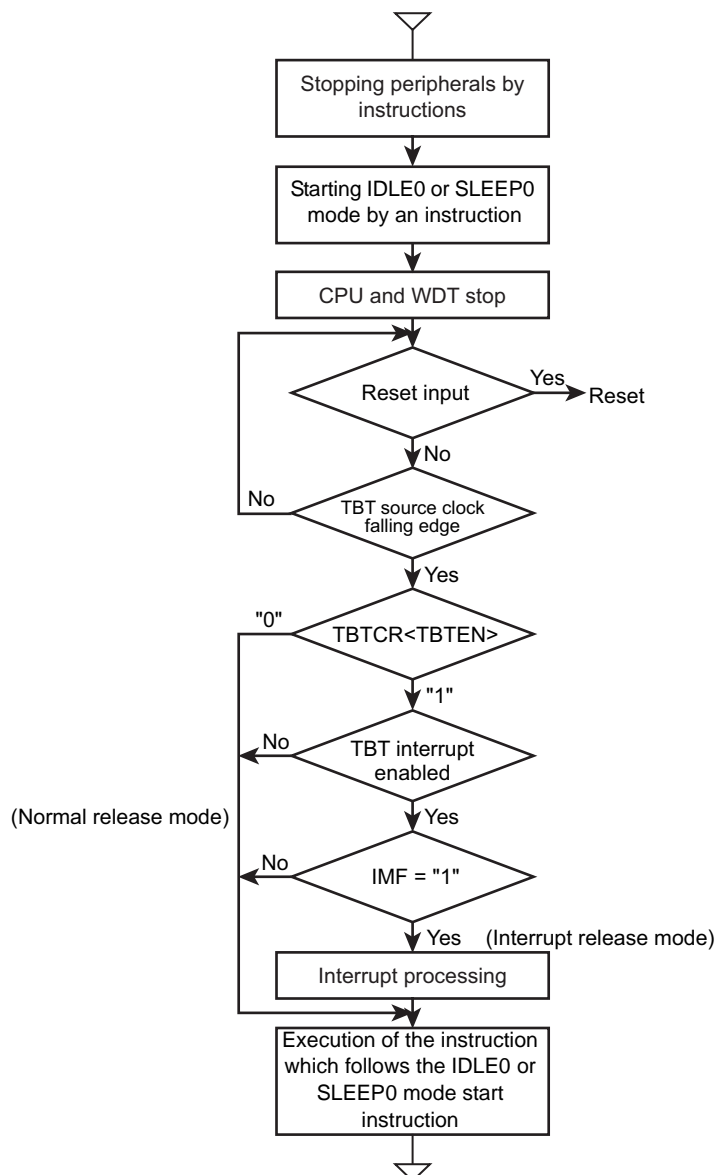 Stopping peripherals by
instructions
Starting IDLE0 or SLEEP0
mode by an instruction
CPU and WDT stop
Reset input
Yes
Reset
No
No
TBT source clock
falling edge
Yes
"0"
TBTCR<TBTEN>
"1"
No
TBT interrupt
enabled
(Normal release mode)
Yes
No
IMF = "1"
Yes
(Interrupt release mode)
Interrupt processing
Execution of the instruction
which follows the IDLE0 or
SLEEP0 mode start
instruction